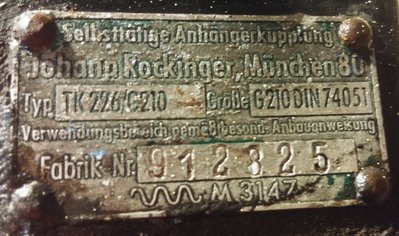 Selbsttätige Anhängerkupplung
Johann Rockinger, München 80
Typ TK 226/G210 Größe G210 DIN 74051
Verwendungsbereich gemäß besond. Anbauanweisung
Fabrik-Nr. 912825
M 3147